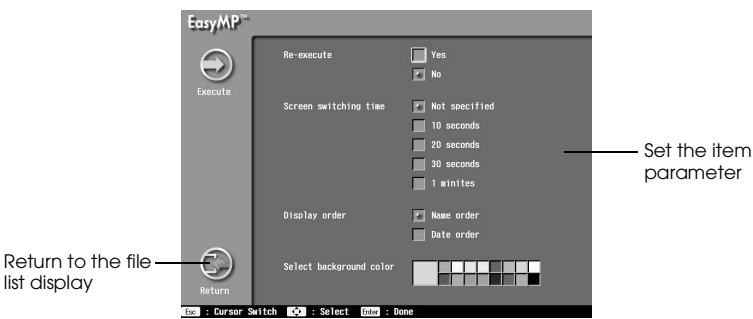 EasyMP™
Re-execute
Yes
No
Execute
Screen switching time
Not specified
10 seconds
20 seconds
30 seconds
1 minites
Set the item
parameter
Display order
Name order
Date order
Return to the file
list display
Select background color
Return
Esc : Cursor Switch : Select Enter : Done